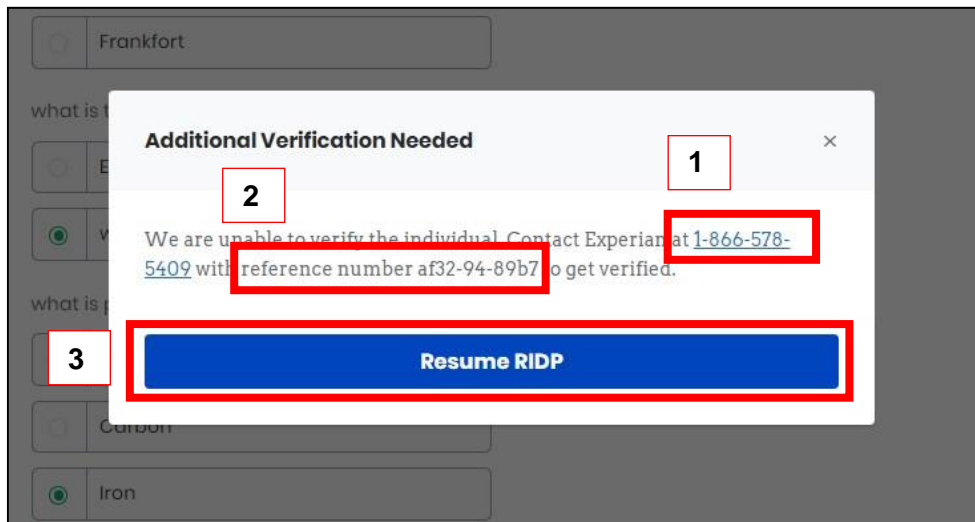 Frankfort
what is t
Additional Verification Needed ×
1
E
2
w
We are unable to verify the individual. Contact Experian at 1-866-578-
5409 with reference number af32-94-89b7 to get verified.
what is p
3
Resume RIDP
Carbon
Iron